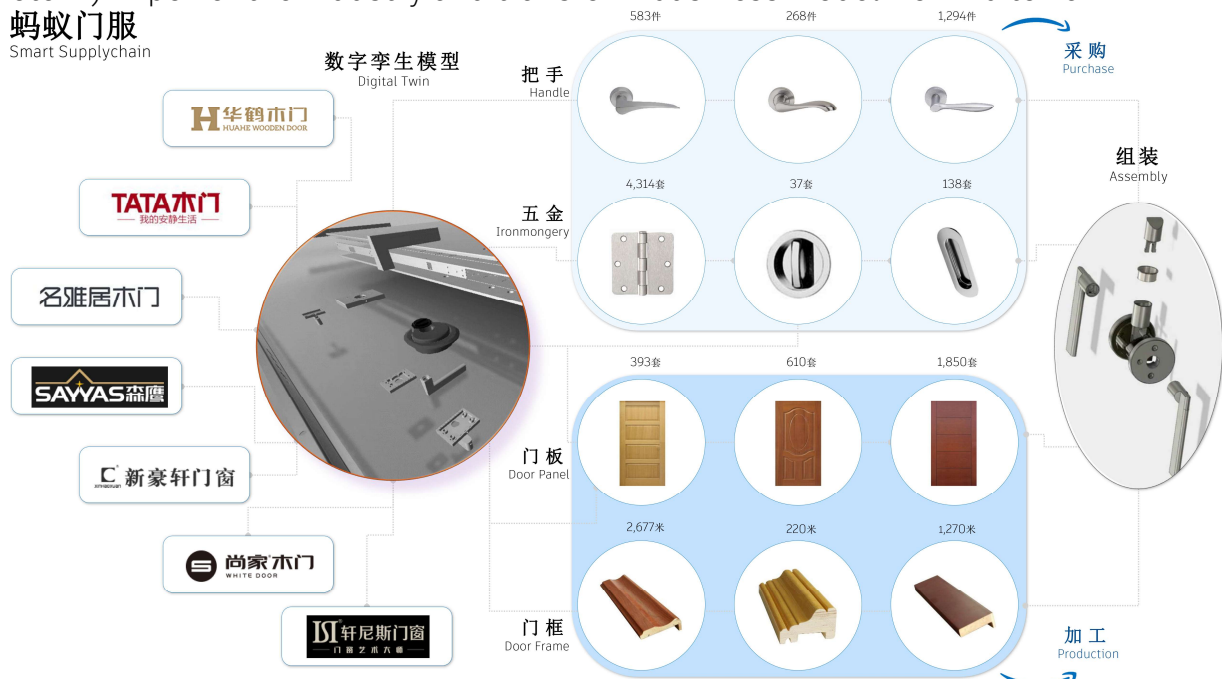 蚂蚁门服
Smart Supplychain
数字孪生模型
Digital Twin
华鹤木门
HUAHE WOODEN DOOR
TATA木门
我的安静生活
名雅居木门
SAYYAS森鹰
新豪轩门窗
尚家木门
WHITE DOOR
轩尼斯门窗
门窗艺术大师
把手
Handle
583件
268件
1,294件
五金
Ironmongery
4,314套
37套
138套
门板
Door Panel
393套
610套
1,850套
门框
Door Frame
2,677米
220米
1,270米
采购
Purchase
组装
Assembly
加工
Production